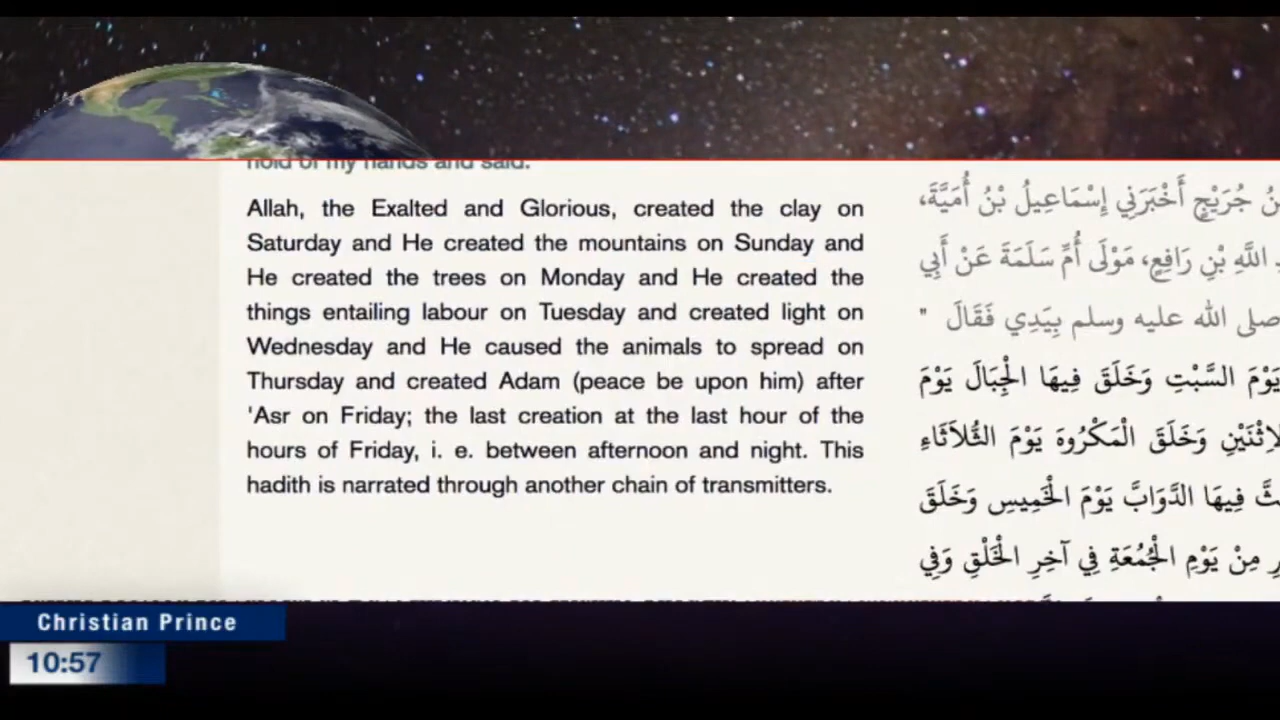 hold of my hands and said:
Allah, the Exalted and Glorious, created the clay on
Saturday and He created the mountains on Sunday and
He created the trees on Monday and He created the
things entailing labour on Tuesday and created light on
Wednesday and He caused the animals to spread on
Thursday and created Adam (peace be upon him) after
'Asr on Friday; the last creation at the last hour of the
hours of Friday, i. e. between afternoon and night. This
hadith is narrated through another chain of transmitters.
جُرَيْجٍ أَخْبَرَنِي إِسْمَاعِيلُ بْنُ أُمَيَّةَ،
اللَّهِ بْنِ رَافِعٍ، مَوْلَى أُمِّ سَلَمَةَ عَنْ أَبِي
صلى الله عليه وسلم بِيَدِي فَقَالَ ‏"‏
يَوْمَ السَّبْتِ وَخَلَقَ فِيهَا الْجِبَالَ يَوْمَ
الاِثْنَيْنِ وَخَلَقَ الْمَكْرُوهَ يَوْمَ الثُّلاَثَاءِ
فِيهَا الدَّوَابَّ يَوْمَ الْخَمِيسِ وَخَلَقَ
مِنْ يَوْمِ الْجُمُعَةِ فِي آخِرِ الْخَلْقِ وَفِي
Christian Prince
10:57